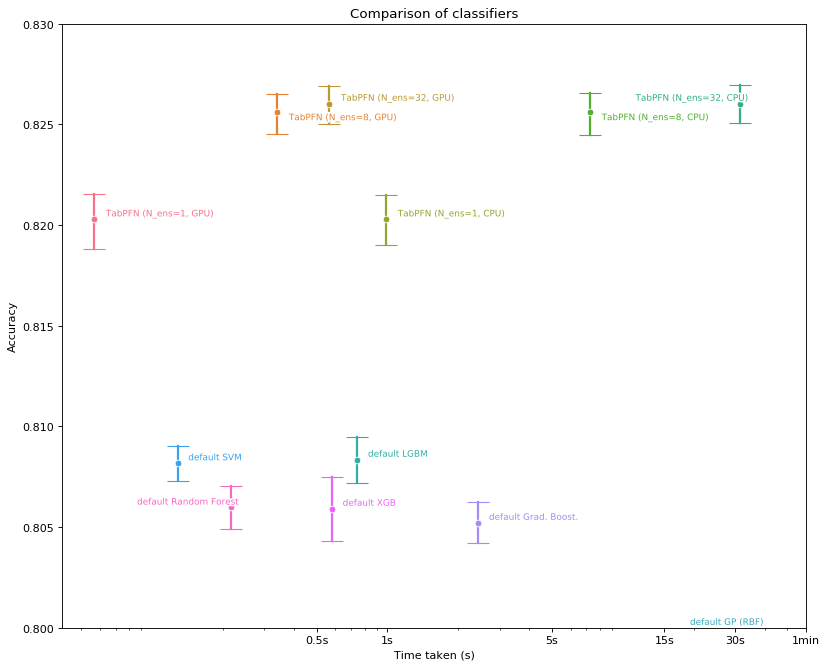 Comparison of classifiers
0.830
TabPFN (N_ens=32, GPU)
TabPFN (N_ens=32, CPU)
TabPFN (N_ens=8, GPU)
TabPFN (N_ens=8, CPU)
0.825
TabPFN (N_ens=1, GPU)
TabPFN (N_ens=1, CPU)
0.820
Accuracy
0.815
0.810
default SVM
default LGBM
default Random Forest
default XGB
default Grad. Boost.
0.805
default GP (RBF)
0.800
0.5s
1s
5s
15s
30s
1min
Time taken (s)